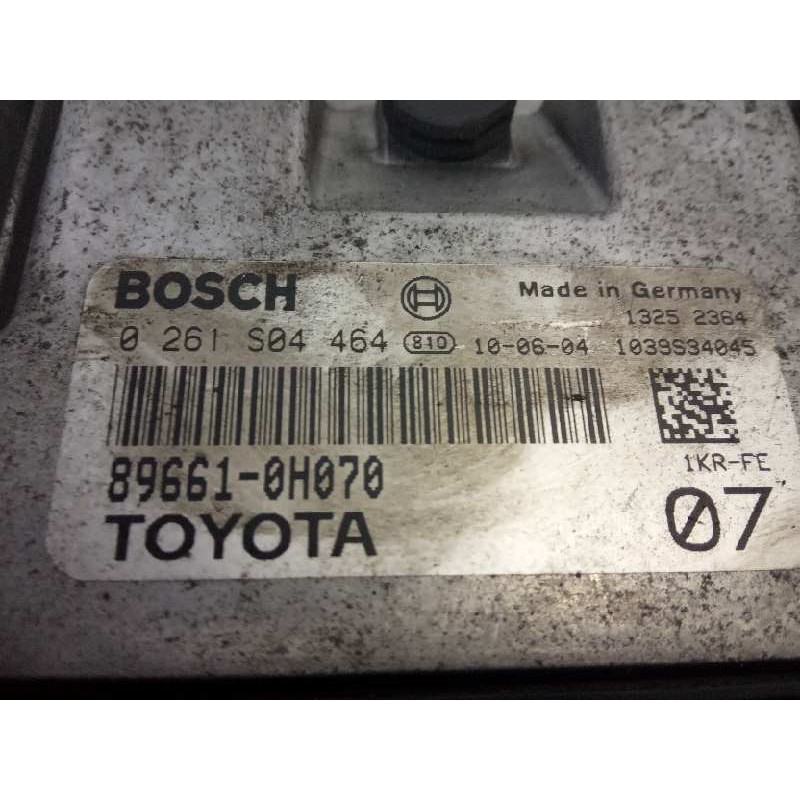 BOSCH Made in Germany
1325 2364
0 261 S04 464 810 10-06-04 1039S34045
1KR-FE
89661-0H070
TOYOTA 07